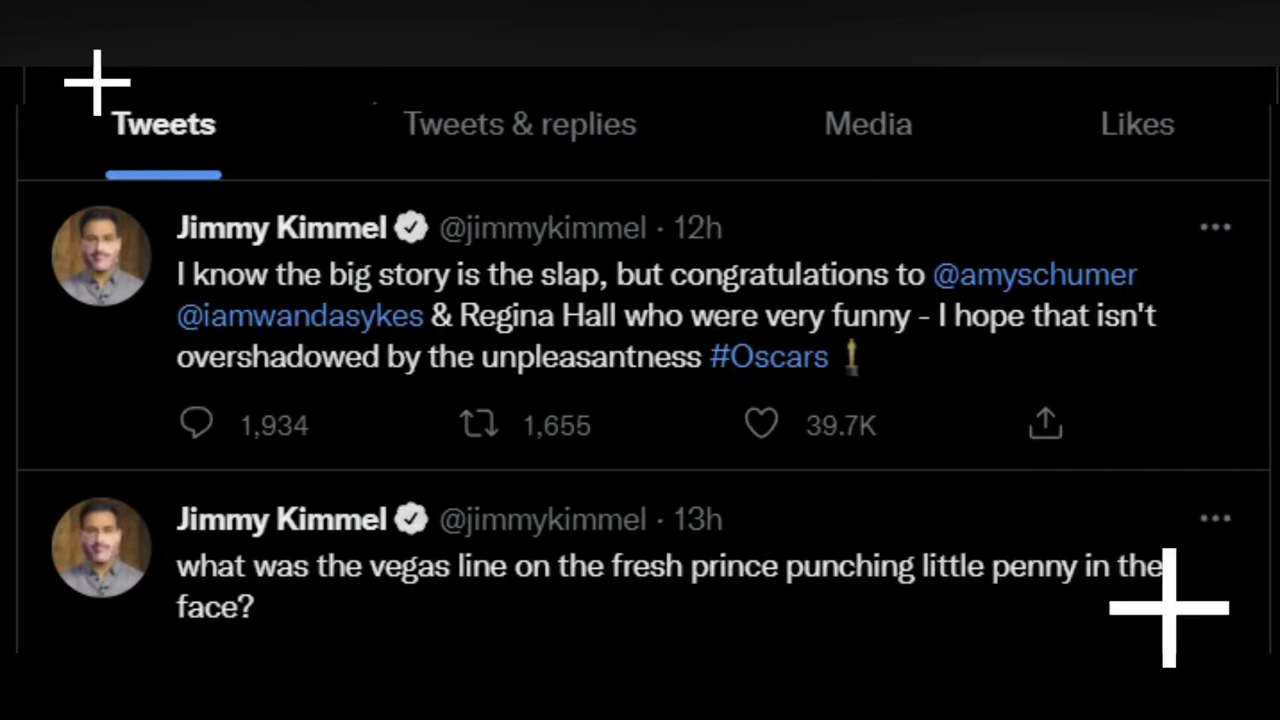 Tweets Tweets & replies Media Likes
Jimmy Kimmel @jimmykimmel · 12h
I know the big story is the slap, but congratulations to @amyschumer
@iamwandasykes & Regina Hall who were very funny - I hope that isn't
overshadowed by the unpleasantness #Oscars
1,934 1,655 39.7K
Jimmy Kimmel @jimmykimmel · 13h
what was the vegas line on the fresh prince punching little penny in the
face?